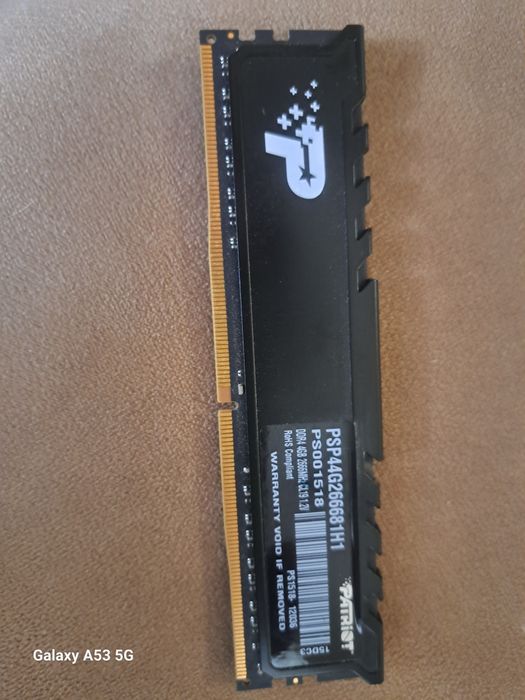 P
PSP44G266681H1
PS001518
DDR4 4GB 2666MHz CL19 1.2V
RoHS Compliant
WARRANTY VOID IF REMOVED
PS1518- 12036
15DC3
PATRIOT
Galaxy A53 5G